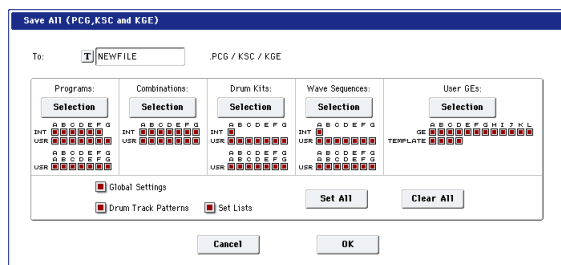 Save All (PCG,KSC and KGE)
To: T NEWFILE .PCG / KSC / KGE
Programs: Combinations: Drum Kits: Wave Sequences: User GEs:
Selection Selection Selection Selection Selection
A B C D E F G A B C D E F G A B C D E F G A B C D E F G A B C D E F G H I J K L
INT INT INT INT GE
USR USR USR USR TEMPLATE
A B C D E F G A B C D E F G A B C D E F G
A B C D E F G A B C D E F G A B C D E F G
USR USR USR
Global Settings
Drum Track Patterns Set Lists Set All Clear All
Cancel OK